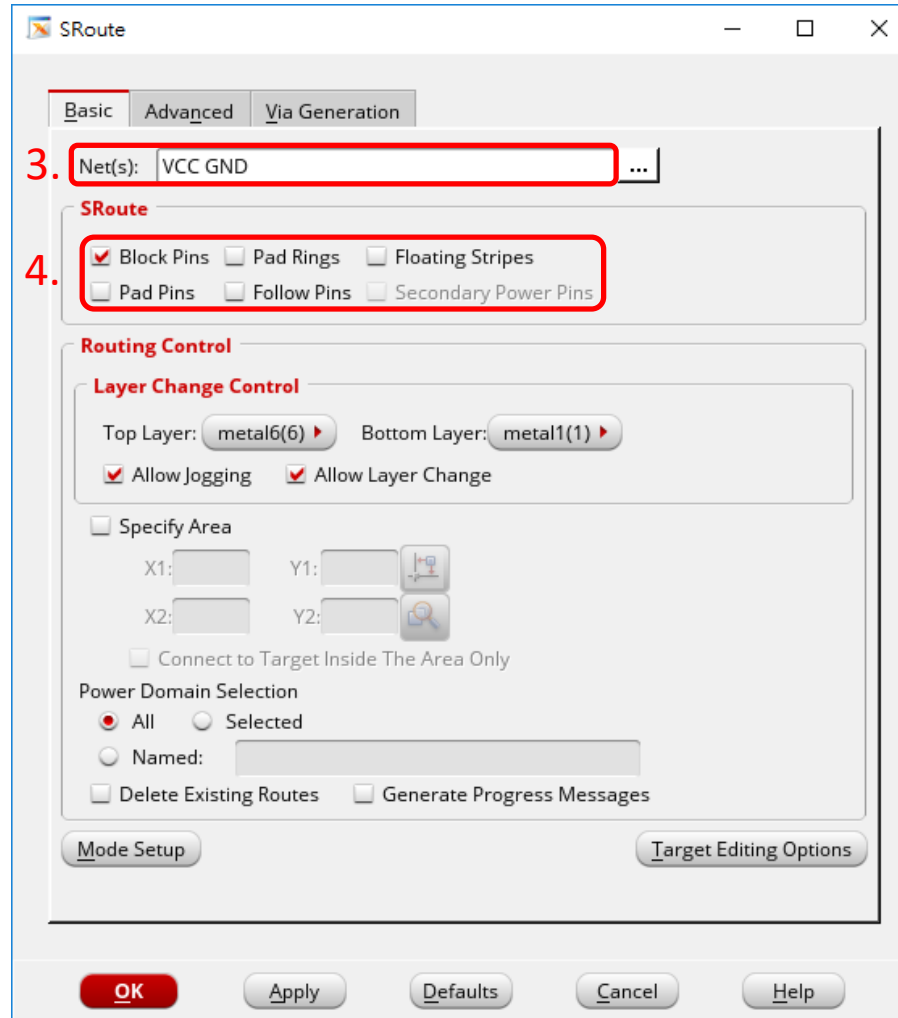 SRoute
Basic Advanced Via Generation
3. Net(s): VCC GND ...
SRoute
4.
Block Pins Pad Rings Floating Stripes
Pad Pins Follow Pins Secondary Power Pins
Routing Control
Layer Change Control
Top Layer: metal6(6) Bottom Layer: metal1(1)
Allow Jogging Allow Layer Change
Specify Area
X1: Y1:
X2: Y2:
Connect to Target Inside The Area Only
Power Domain Selection
All Selected
Named:
Delete Existing Routes Generate Progress Messages
Mode Setup Target Editing Options
OK Apply Defaults Cancel Help